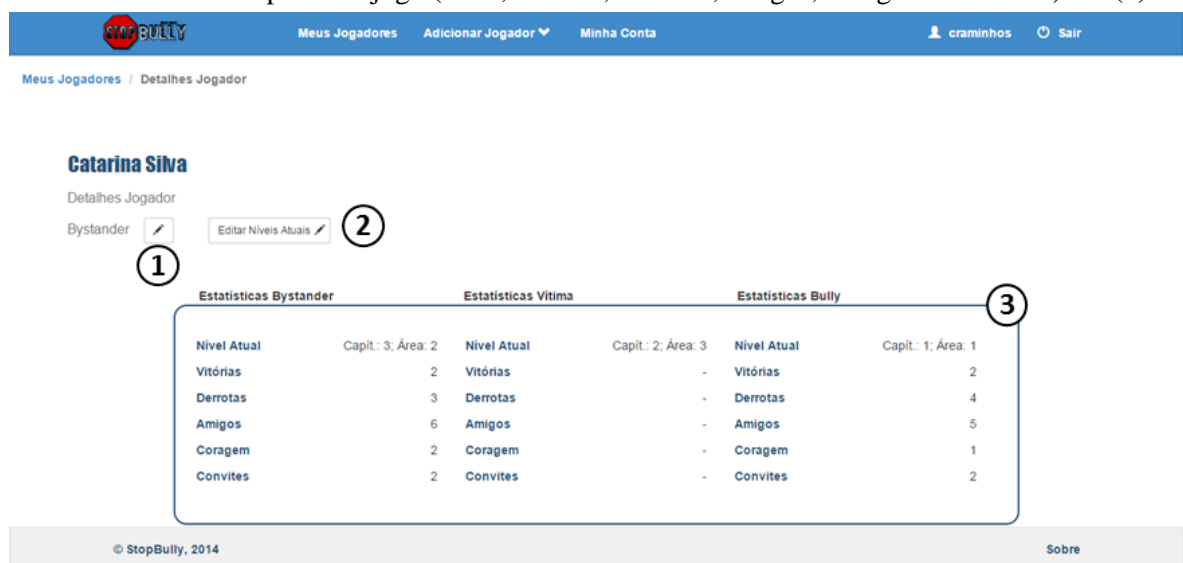 STOP BULLY Meus Jogadores Adicionar Jogador Minha Conta craminhos Sair
Meus Jogadores / Detalhes Jogador
Catarina Silva
Detalhes Jogador
Bystander Editar Níveis Atuais 2
1
Estatísticas Bystander Estatísticas Vítima Estatísticas Bully 3
Nível Atual Capít.: 3; Área: 2 Nível Atual Capít.: 2; Área: 3 Nível Atual Capít.: 1; Área: 1
Vitórias 2 Vitórias - Vitórias 2
Derrotas 3 Derrotas - Derrotas 4
Amigos 6 Amigos - Amigos 5
Coragem 2 Coragem - Coragem 1
Convites 2 Convites - Convites 2
© StopBully, 2014 Sobre